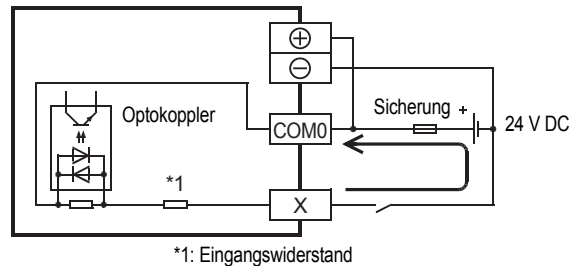 ⊕
⊖
Optokoppler
COM0
Sicherung +
24 V DC
*1
X
*1: Eingangswiderstand